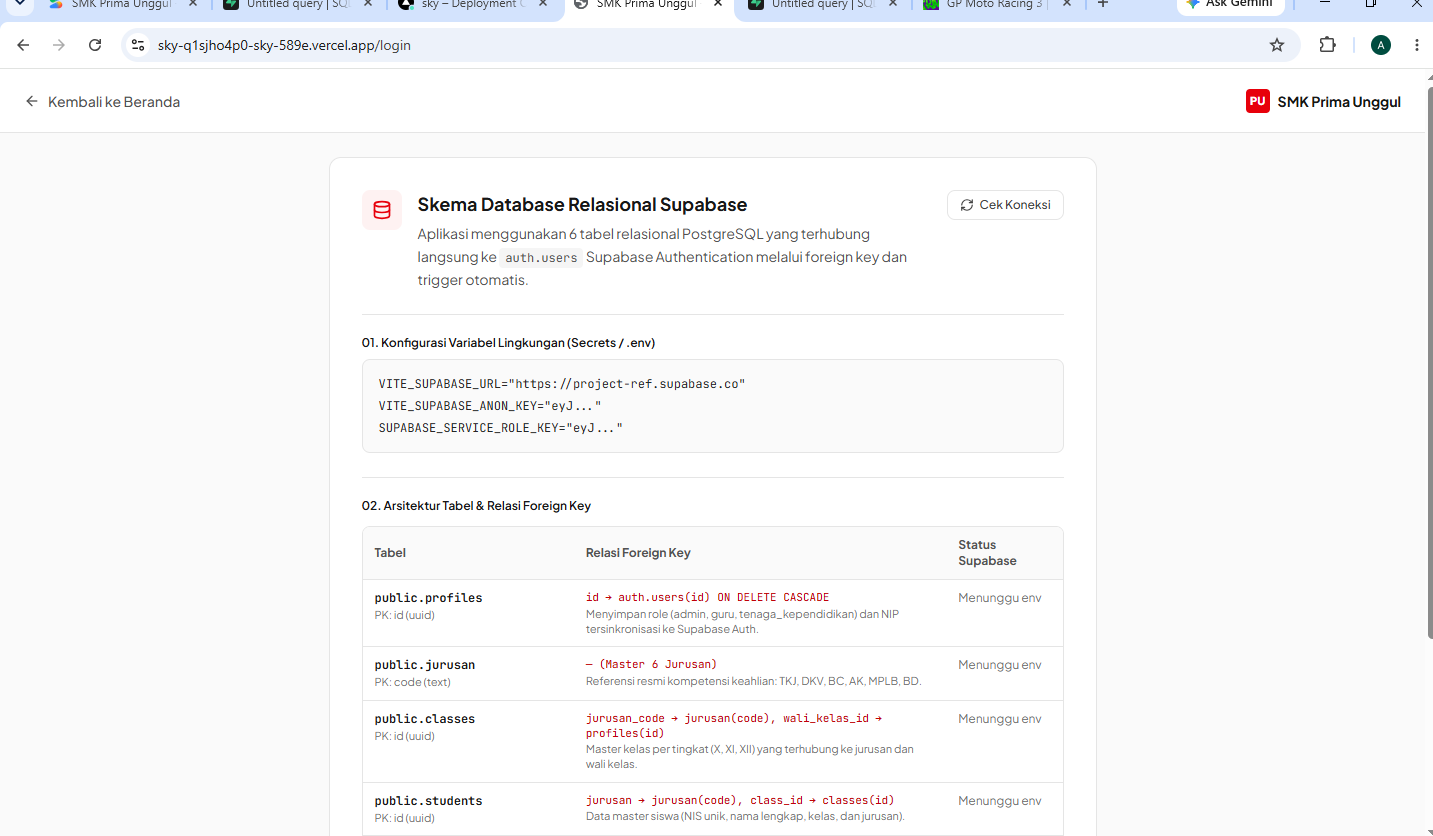 SMK Prima Unggul
Untitled query | SQL
sky – Deployment
SMK Prima Unggul
Untitled query | SQL
GP Moto Racing 3
Ask Gemini
sky-q1sjho4p0-sky-589e.vercel.app/login
A
Kembali ke Beranda
PU SMK Prima Unggul
Skema Database Relasional Supabase
Cek Koneksi
Aplikasi menggunakan 6 tabel relasional PostgreSQL yang terhubung
langsung ke auth.users Supabase Authentication melalui foreign key dan
trigger otomatis.
01. Konfigurasi Variabel Lingkungan (Secrets / .env)
VITE_SUPABASE_URL="https://project-ref.supabase.co"
VITE_SUPABASE_ANON_KEY="eyJ..."
SUPABASE_SERVICE_ROLE_KEY="eyJ..."
02. Arsitektur Tabel & Relasi Foreign Key
Tabel
Relasi Foreign Key
Status
Supabase
public.profiles
PK: id (uuid)
id → auth.users(id) ON DELETE CASCADE
Menyimpan role (admin, guru, tenaga_kependidikan) dan NIP
tersinkronisasi ke Supabase Auth.
Menunggu env
public.jurusan
PK: code (text)
— (Master 6 Jurusan)
Referensi resmi kompetensi keahlian: TKJ, DKV, BC, AK, MPLB, BD.
Menunggu env
public.classes
PK: id (uuid)
jurusan_code → jurusan(code), wali_kelas_id →
profiles(id)
Master kelas per tingkat (X, XI, XII) yang terhubung ke jurusan dan
wali kelas.
Menunggu env
public.students
PK: id (uuid)
jurusan → jurusan(code), class_id → classes(id)
Data master siswa (NIS unik, nama lengkap, kelas, dan jurusan).
Menunggu env